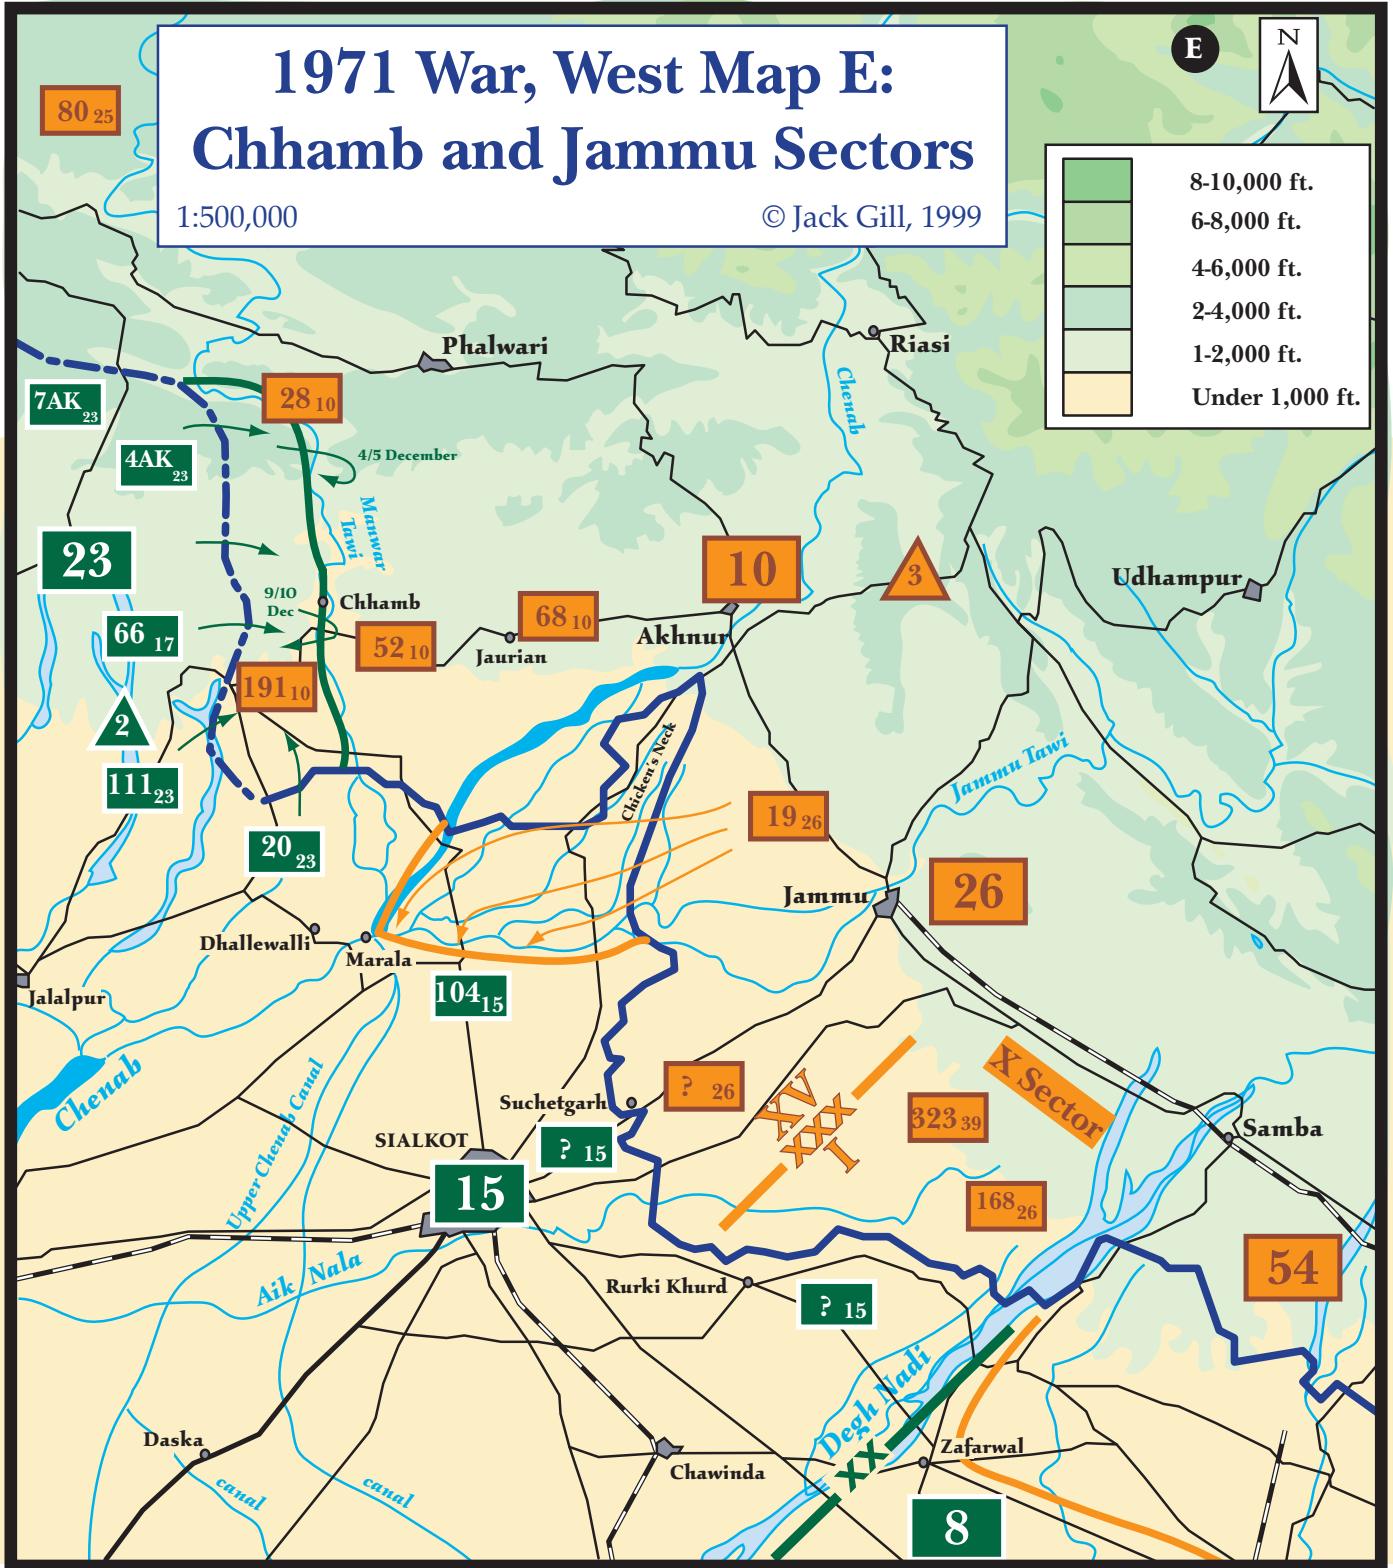 1971 War, West Map E:
Chhamb and Jammu Sectors
1:500,000
© Jack Gill, 1999
E
N
8-10,000 ft.
6-8,000 ft.
4-6,000 ft.
2-4,000 ft.
1-2,000 ft.
Under 1,000 ft.
80 25
Phalwari
Riasi
Chenab
7AK 23
28 10
4AK 23
4/5 December
Manwar
Tawi
23
10
3
Udhampur
9/10
Dec
Chhamb
66 17
52 10
68 10
Jaurian
Akhnur
191 10
2
111 23
Chicken's Neck
Jammu Tawi
20 23
19 26
Jammu
26
Dhallewalli
Marala
Jalalpur
104 15
Chenab
Upper Chenab Canal
Suchetgarh
? 26
XV
XXX
I
323 39
X Sector
Samba
SIALKOT
? 15
15
168 26
54
Aik Nala
Rurki Khurd
? 15
Degh Nadi
XX
Daska
canal
canal
Chawinda
Zafarwal
8